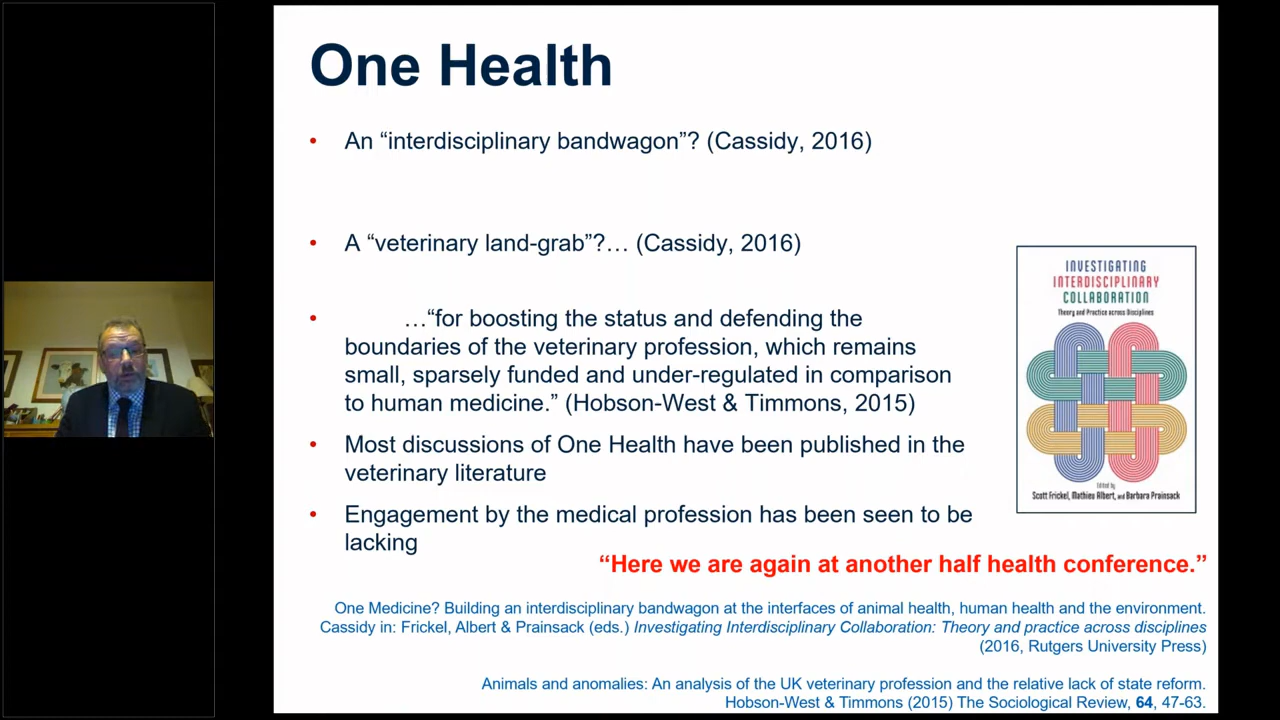 One Health
• An “interdisciplinary bandwagon”? (Cassidy, 2016)
• A “veterinary land-grab”?… (Cassidy, 2016)
• …“for boosting the status and defending the
boundaries of the veterinary profession, which remains
small, sparsely funded and under-regulated in comparison
to human medicine.” (Hobson-West & Timmons, 2015)
• Most discussions of One Health have been published in the
veterinary literature
• Engagement by the medical profession has been seen to be
lacking
INVESTIGATING
INTERDISCIPLINARY
COLLABORATION
Theory and Practice across Disciplines
Edited by
Scott Frickel, Mathieu Albert, and Barbara Prainsack
“Here we are again at another half health conference.”
One Medicine? Building an interdisciplinary bandwagon at the interfaces of animal health, human health and the environment.
Cassidy in: Frickel, Albert & Prainsack (eds.) Investigating Interdisciplinary Collaboration: Theory and practice across disciplines
(2016, Rutgers University Press)
Animals and anomalies: An analysis of the UK veterinary profession and the relative lack of state reform.
Hobson-West & Timmons (2015) The Sociological Review, 64, 47-63.